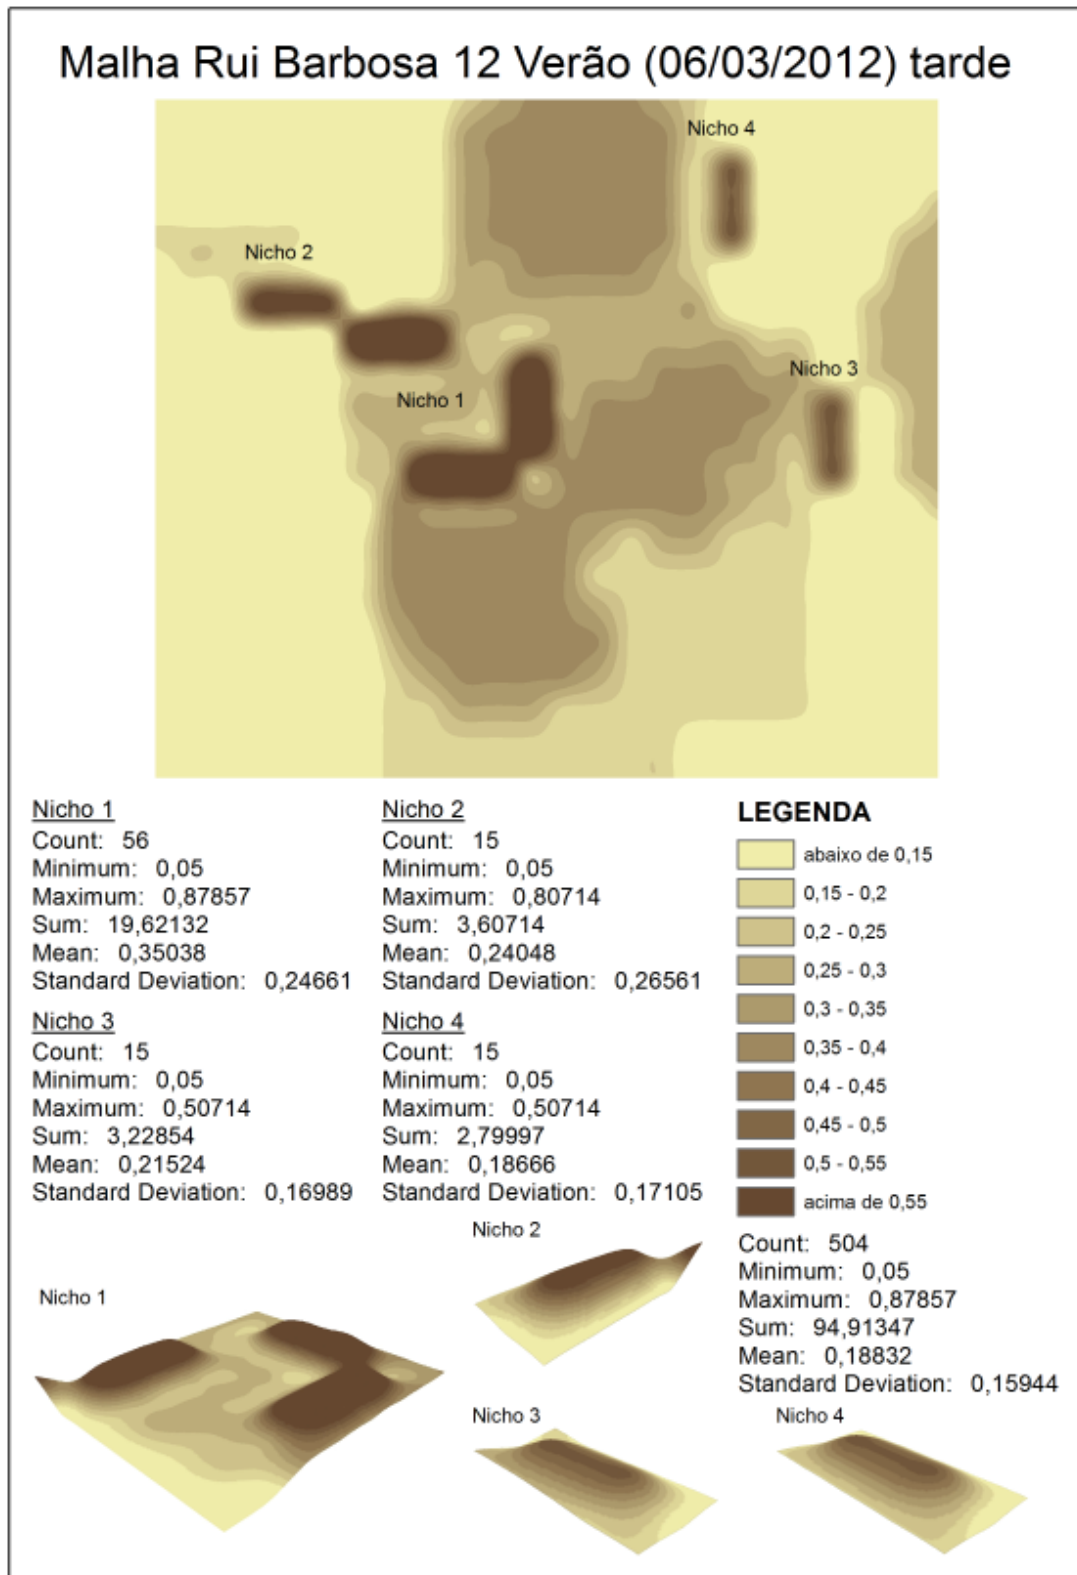 Malha Rui Barbosa 12 Verão (06/03/2012) tarde
Nicho 4
Nicho 2
Nicho 3
Nicho 1
Nicho 1
Count: 56
Minimum: 0,05
Maximum: 0,87857
Sum: 19,62132
Mean: 0,35038
Standard Deviation: 0,24661
Nicho 2
Count: 15
Minimum: 0,05
Maximum: 0,80714
Sum: 3,60714
Mean: 0,24048
Standard Deviation: 0,26561
Nicho 3
Count: 15
Minimum: 0,05
Maximum: 0,50714
Sum: 3,22854
Mean: 0,21524
Standard Deviation: 0,16989
Nicho 4
Count: 15
Minimum: 0,05
Maximum: 0,50714
Sum: 2,79997
Mean: 0,18666
Standard Deviation: 0,17105
LEGENDA
abaixo de 0,15
0,15 - 0,2
0,2 - 0,25
0,25 - 0,3
0,3 - 0,35
0,35 - 0,4
0,4 - 0,45
0,45 - 0,5
0,5 - 0,55
acima de 0,55
Count: 504
Minimum: 0,05
Maximum: 0,87857
Sum: 94,91347
Mean: 0,18832
Standard Deviation: 0,15944
Nicho 2
Nicho 1
Nicho 3
Nicho 4